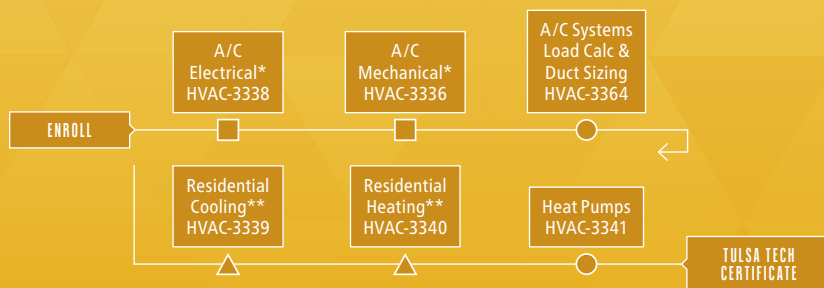 A/C
Electrical*
HVAC-3338
A/C
Mechanical*
HVAC-3336
A/C Systems
Load Calc &
Duct Sizing
HVAC-3364
ENROLL
Residential
Cooling**
HVAC-3339
Residential
Heating**
HVAC-3340
Heat Pumps
HVAC-3341
TULSA TECH
CERTIFICATE